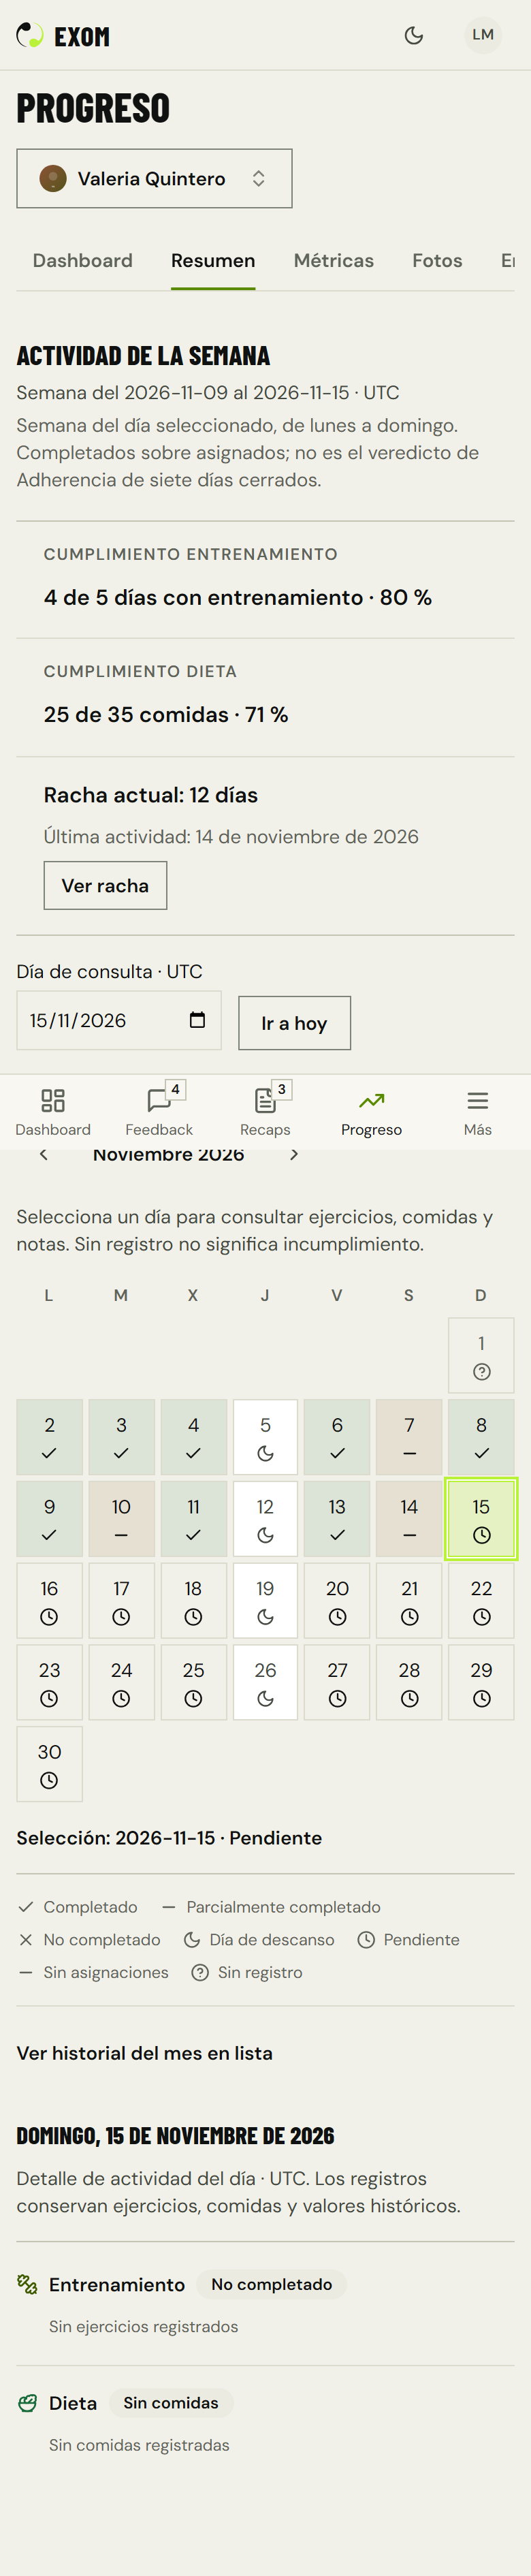 EXOM
LM
PROGRESO
Valeria Quintero
Dashboard Resumen Métricas Fotos
ACTIVIDAD DE LA SEMANA
Semana del 2026-11-09 al 2026-11-15 · UTC
Semana del día seleccionado, de lunes a domingo.
Completados sobre asignados; no es el veredicto de
Adherencia de siete días cerrados.
CUMPLIMIENTO ENTRENAMIENTO
4 de 5 días con entrenamiento · 80 %
CUMPLIMIENTO DIETA
25 de 35 comidas · 71 %
Racha actual: 12 días
Última actividad: 14 de noviembre de 2026
Ver racha
Día de consulta · UTC
15/11/2026
Ir a hoy
4 3
Dashboard Feedback Recaps Progreso Más
Noviembre 2026
Selecciona un día para consultar ejercicios, comidas y
notas. Sin registro no significa incumplimiento.
L M X J V S D
1
2 3 4 5 6 7 8
9 10 11 12 13 14 15
16 17 18 19 20 21 22
23 24 25 26 27 28 29
30
Selección: 2026-11-15 · Pendiente
Completado Parcialmente completado
No completado Día de descanso Pendiente
Sin asignaciones Sin registro
Ver historial del mes en lista
DOMINGO, 15 DE NOVIEMBRE DE 2026
Detalle de actividad del día · UTC. Los registros
conservan ejercicios, comidas y valores históricos.
Entrenamiento No completado
Sin ejercicios registrados
Dieta Sin comidas
Sin comidas registradas